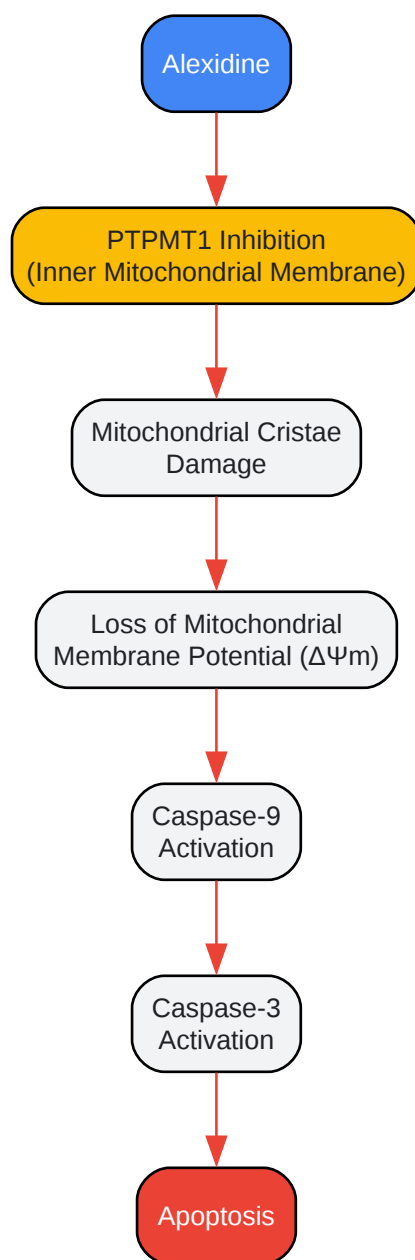 Alexidine
PTPMT1 Inhibition
(Inner Mitochondrial Membrane)
Mitochondrial Cristae
Damage
Loss of Mitochondrial
Membrane Potential (ΔΨm)
Caspase-9
Activation
Caspase-3
Activation
Apoptosis